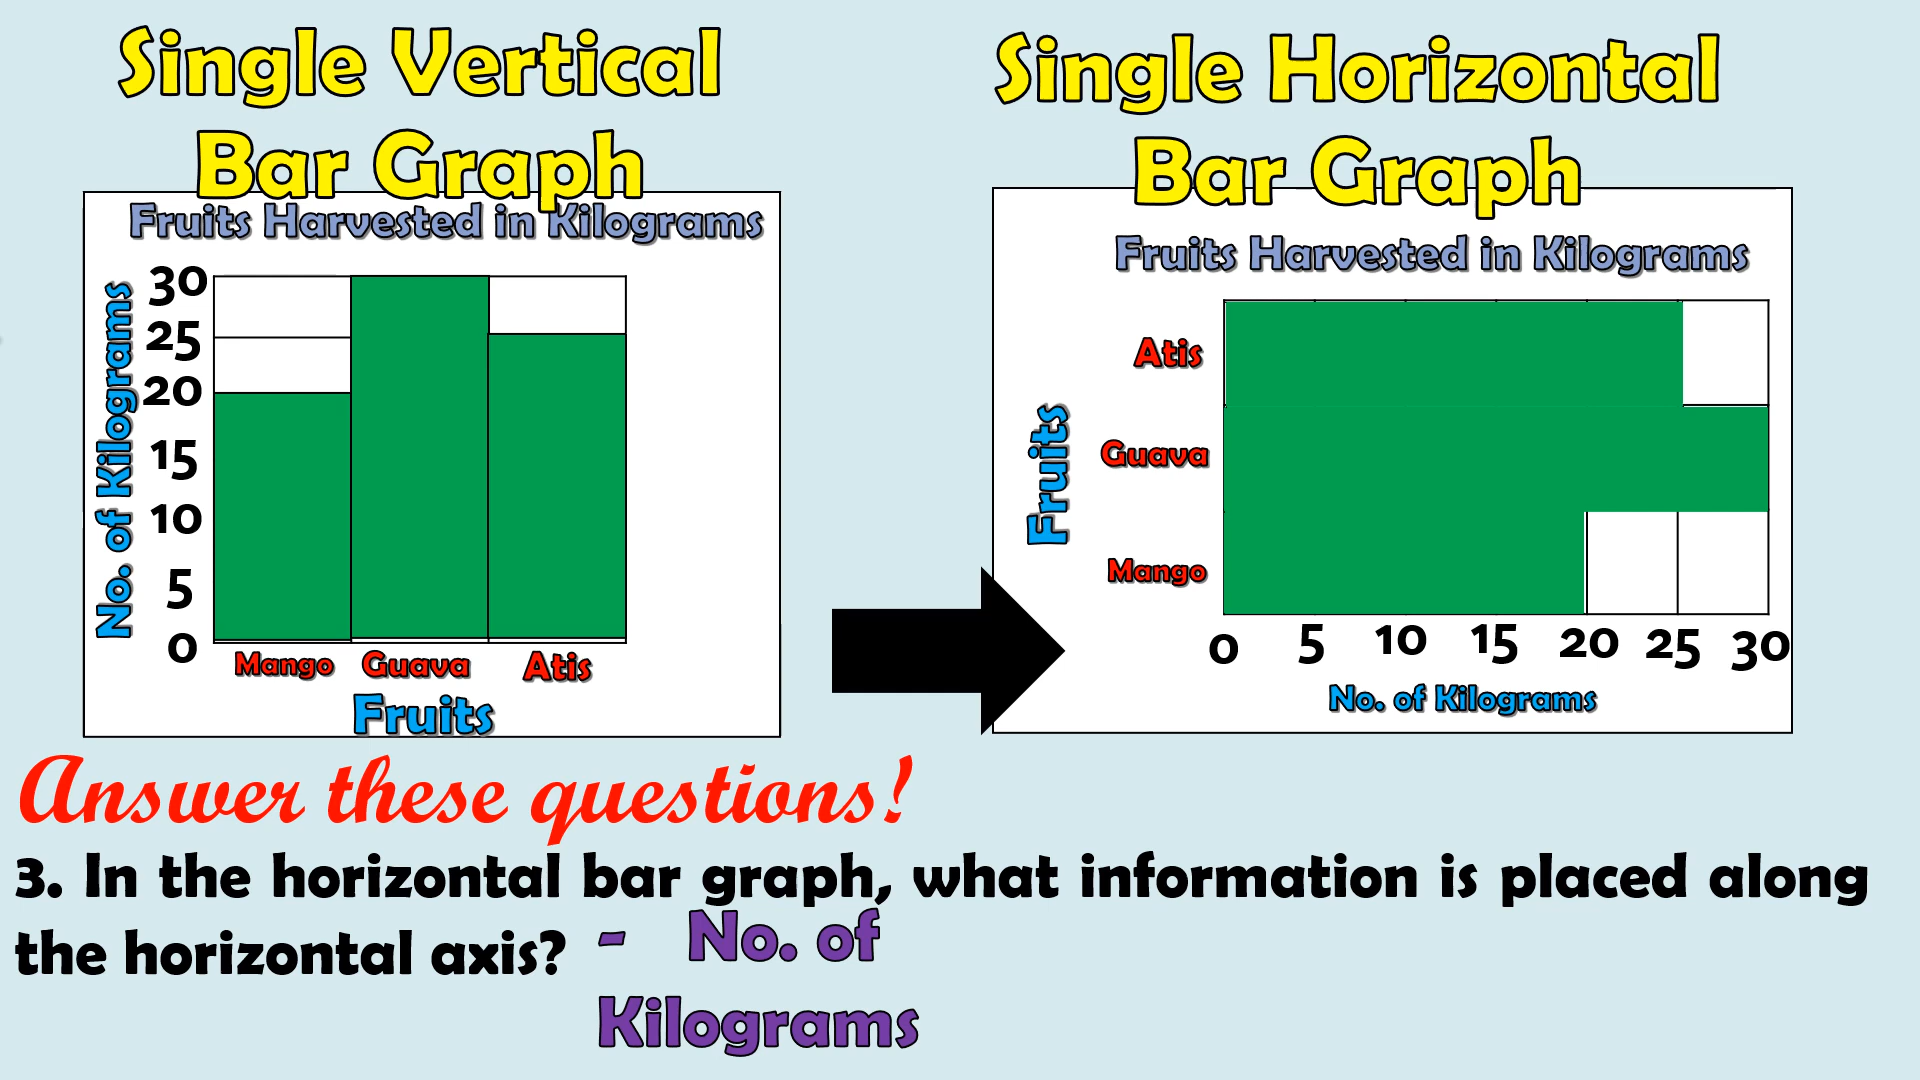 Single Vertical
Bar Graph
Fruits Harvested in Kilograms
No. of Kilograms
30
25
20
15
10
5
0
Mango Guava Atis
Fruits
Single Horizontal
Bar Graph
Fruits Harvested in Kilograms
Fruits
Atis
Guava
Mango
0 5 10 15 20 25 30
No. of Kilograms
Answer these questions!
3. In the horizontal bar graph, what information is placed along
the horizontal axis?
- No. of
Kilograms